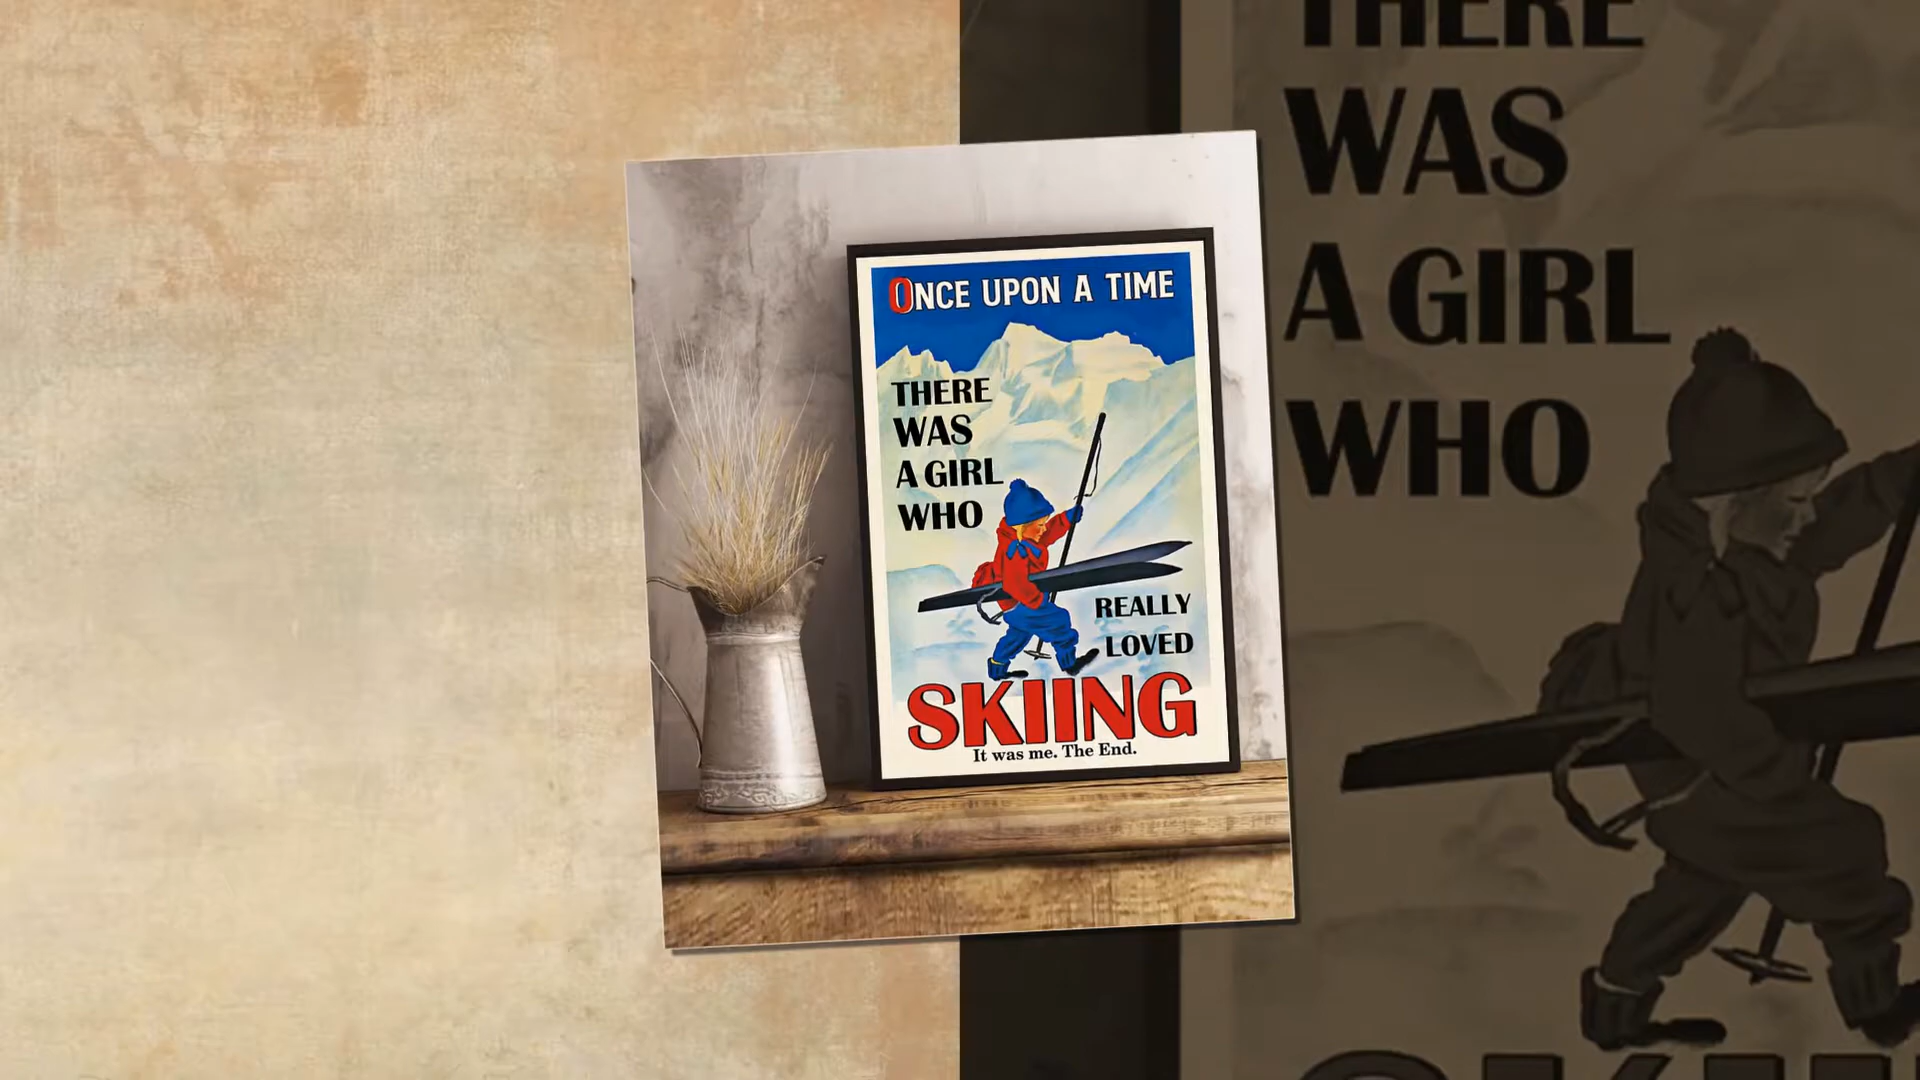 ONCE UPON A TIME
THERE
WAS
A GIRL
WHO
REALLY
LOVED
SKIING
It was me. The End.
THERE
WAS
A GIRL
WHO